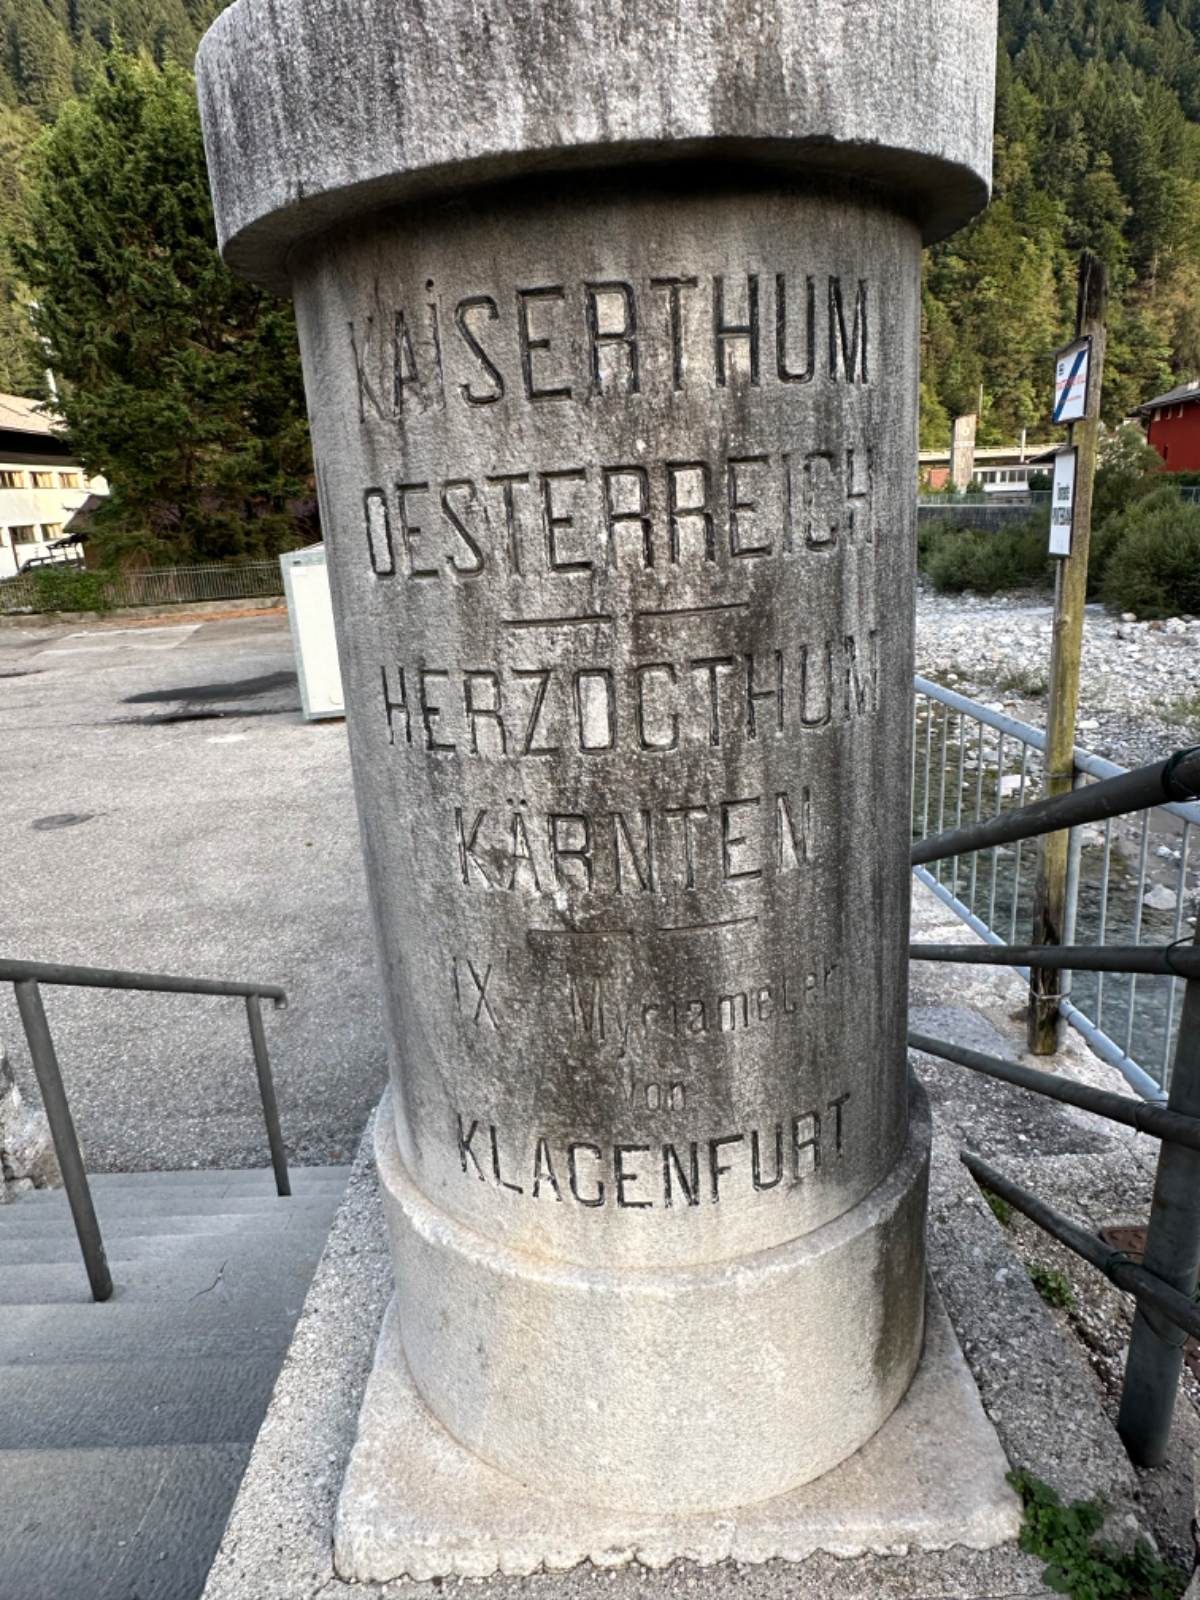 KAiSERTHUM
OESTERREICH
HERZOGTHUM
KÄRNTEN
IX Myriameter
von
KLAGENFURT